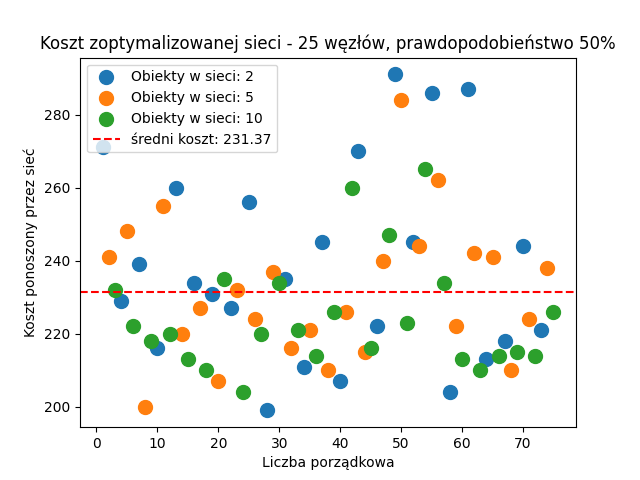 Koszt zoptymalizowanej sieci - 25 węzłów, prawdopodobieństwo 50%
Obiekty w sieci: 2
Obiekty w sieci: 5
Obiekty w sieci: 10
średni koszt: 231.37
Koszt ponoszony przez sieć
280
260
240
220
200
0 10 20 30 40 50 60 70
Liczba porządkowa